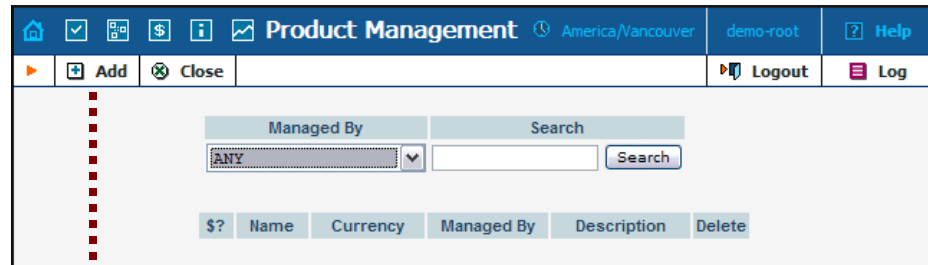 Product Management America/Vancouver demo-root ? Help
Add Close Logout Log
Managed By Search
ANY Search
$? Name Currency Managed By Description Delete